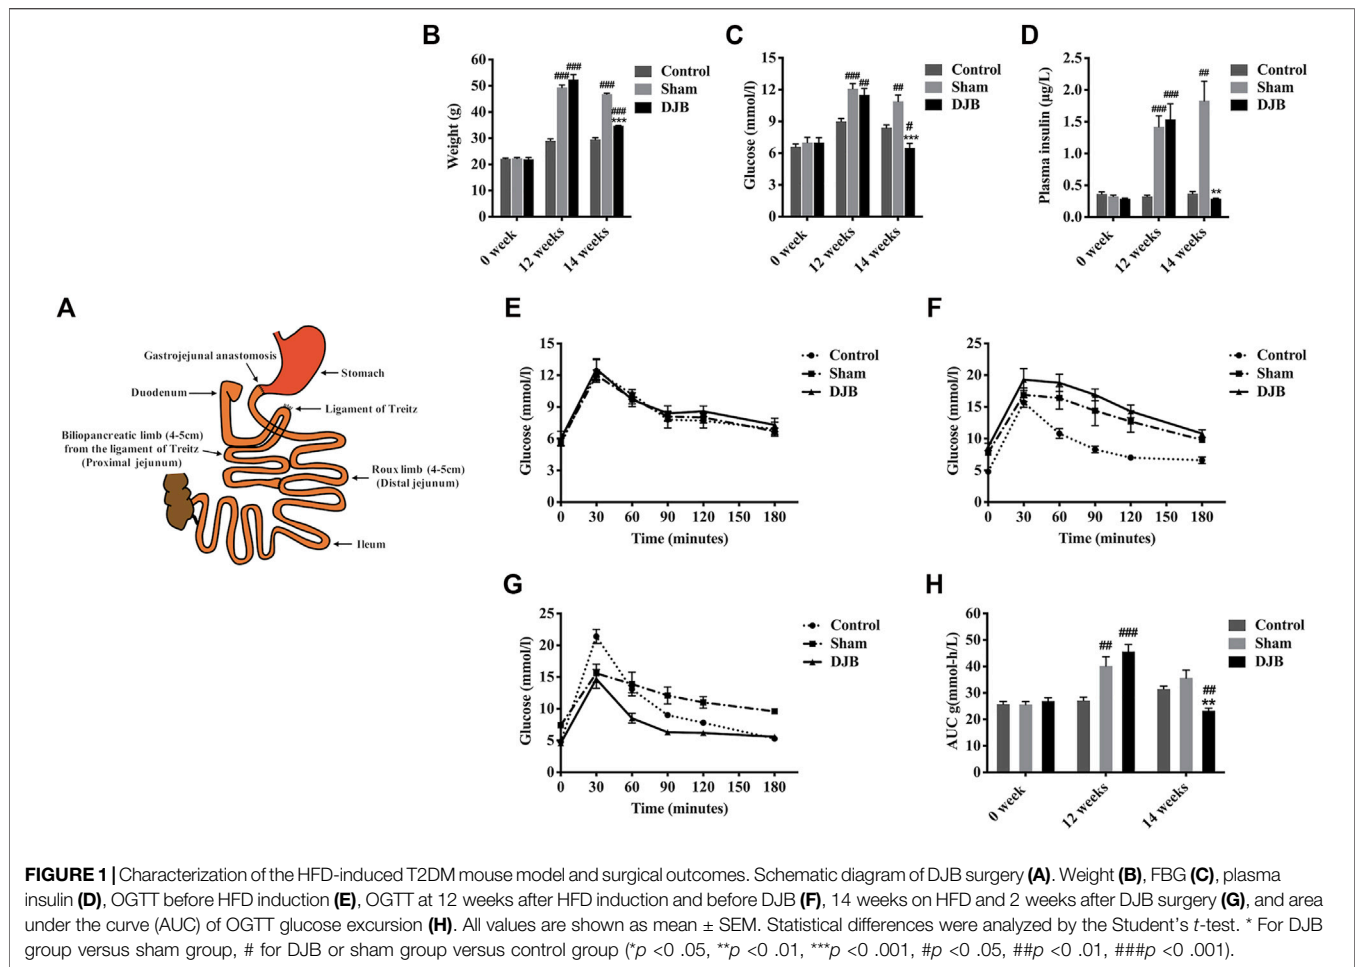 B
60
50
40
30
20
10
0
Weight (g)
###
###
###
###
***
Control
Sham
DJB
0 week
12 weeks
14 weeks
C
15
12
9
6
3
0
Glucose (mmol/l)
###
##
##
#
***
Control
Sham
DJB
0 week
12 weeks
14 weeks
D
2.5
2.0
1.5
1.0
0.5
0.0
Plasma insulin (µg/L)
###
###
##
**
Control
Sham
DJB
0 week
12 weeks
14 weeks
A
Gastrojejunal anastomosis
Stomach
Duodenum
Ligament of Treitz
Biliopancreatic limb (4-5cm)
from the ligament of Treitz
(Proximal jejunum)
Roux limb (4-5cm)
(Distal jejunum)
Ileum
E
15
12
9
6
3
0
Glucose (mmol/l)
Control
Sham
DJB
0 30 60 90 120 150 180
Time (minutes)
F
25
20
15
10
5
0
Glucose (mmol/l)
Control
Sham
DJB
0 30 60 90 120 150 180
Time (minutes)
G
25
20
15
10
5
0
Glucose (mmol/l)
Control
Sham
DJB
0 30 60 90 120 150 180
Time (minutes)
H
60
50
40
30
20
10
0
AUC g(mmol-h/L)
##
###
##
**
Control
Sham
DJB
0 week
12 weeks
14 weeks
FIGURE 1 | Characterization of the HFD-induced T2DM mouse model and surgical outcomes. Schematic diagram of DJB surgery (A). Weight (B), FBG (C), plasma
insulin (D), OGTT before HFD induction (E), OGTT at 12 weeks after HFD induction and before DJB (F), 14 weeks on HFD and 2 weeks after DJB surgery (G), and area
under the curve (AUC) of OGTT glucose excursion (H). All values are shown as mean ± SEM. Statistical differences were analyzed by the Student's t-test. * For DJB
group versus sham group, # for DJB or sham group versus control group (*p <0 .05, **p <0 .01, ***p <0 .001, #p <0 .05, ##p <0 .01, ###p <0 .001).